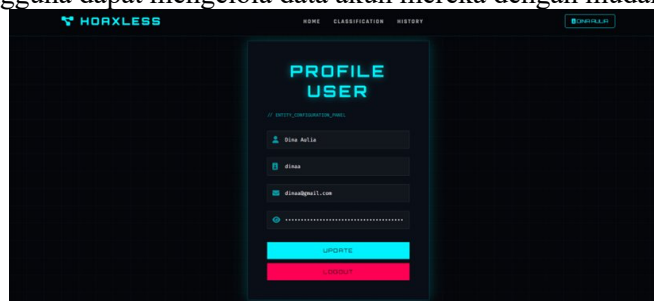 gguna dapat mengelola data akun mereka dengan mudah
HOAXLESS
HOME CLASSIFICATION HISTORY
DINA AULIA
PROFILE
USER
// ENTITY_CONFIGURATION_PANEL
Dina Aulia
dinaa
dinaa@gmail.com
UPDATE
LOGOUT